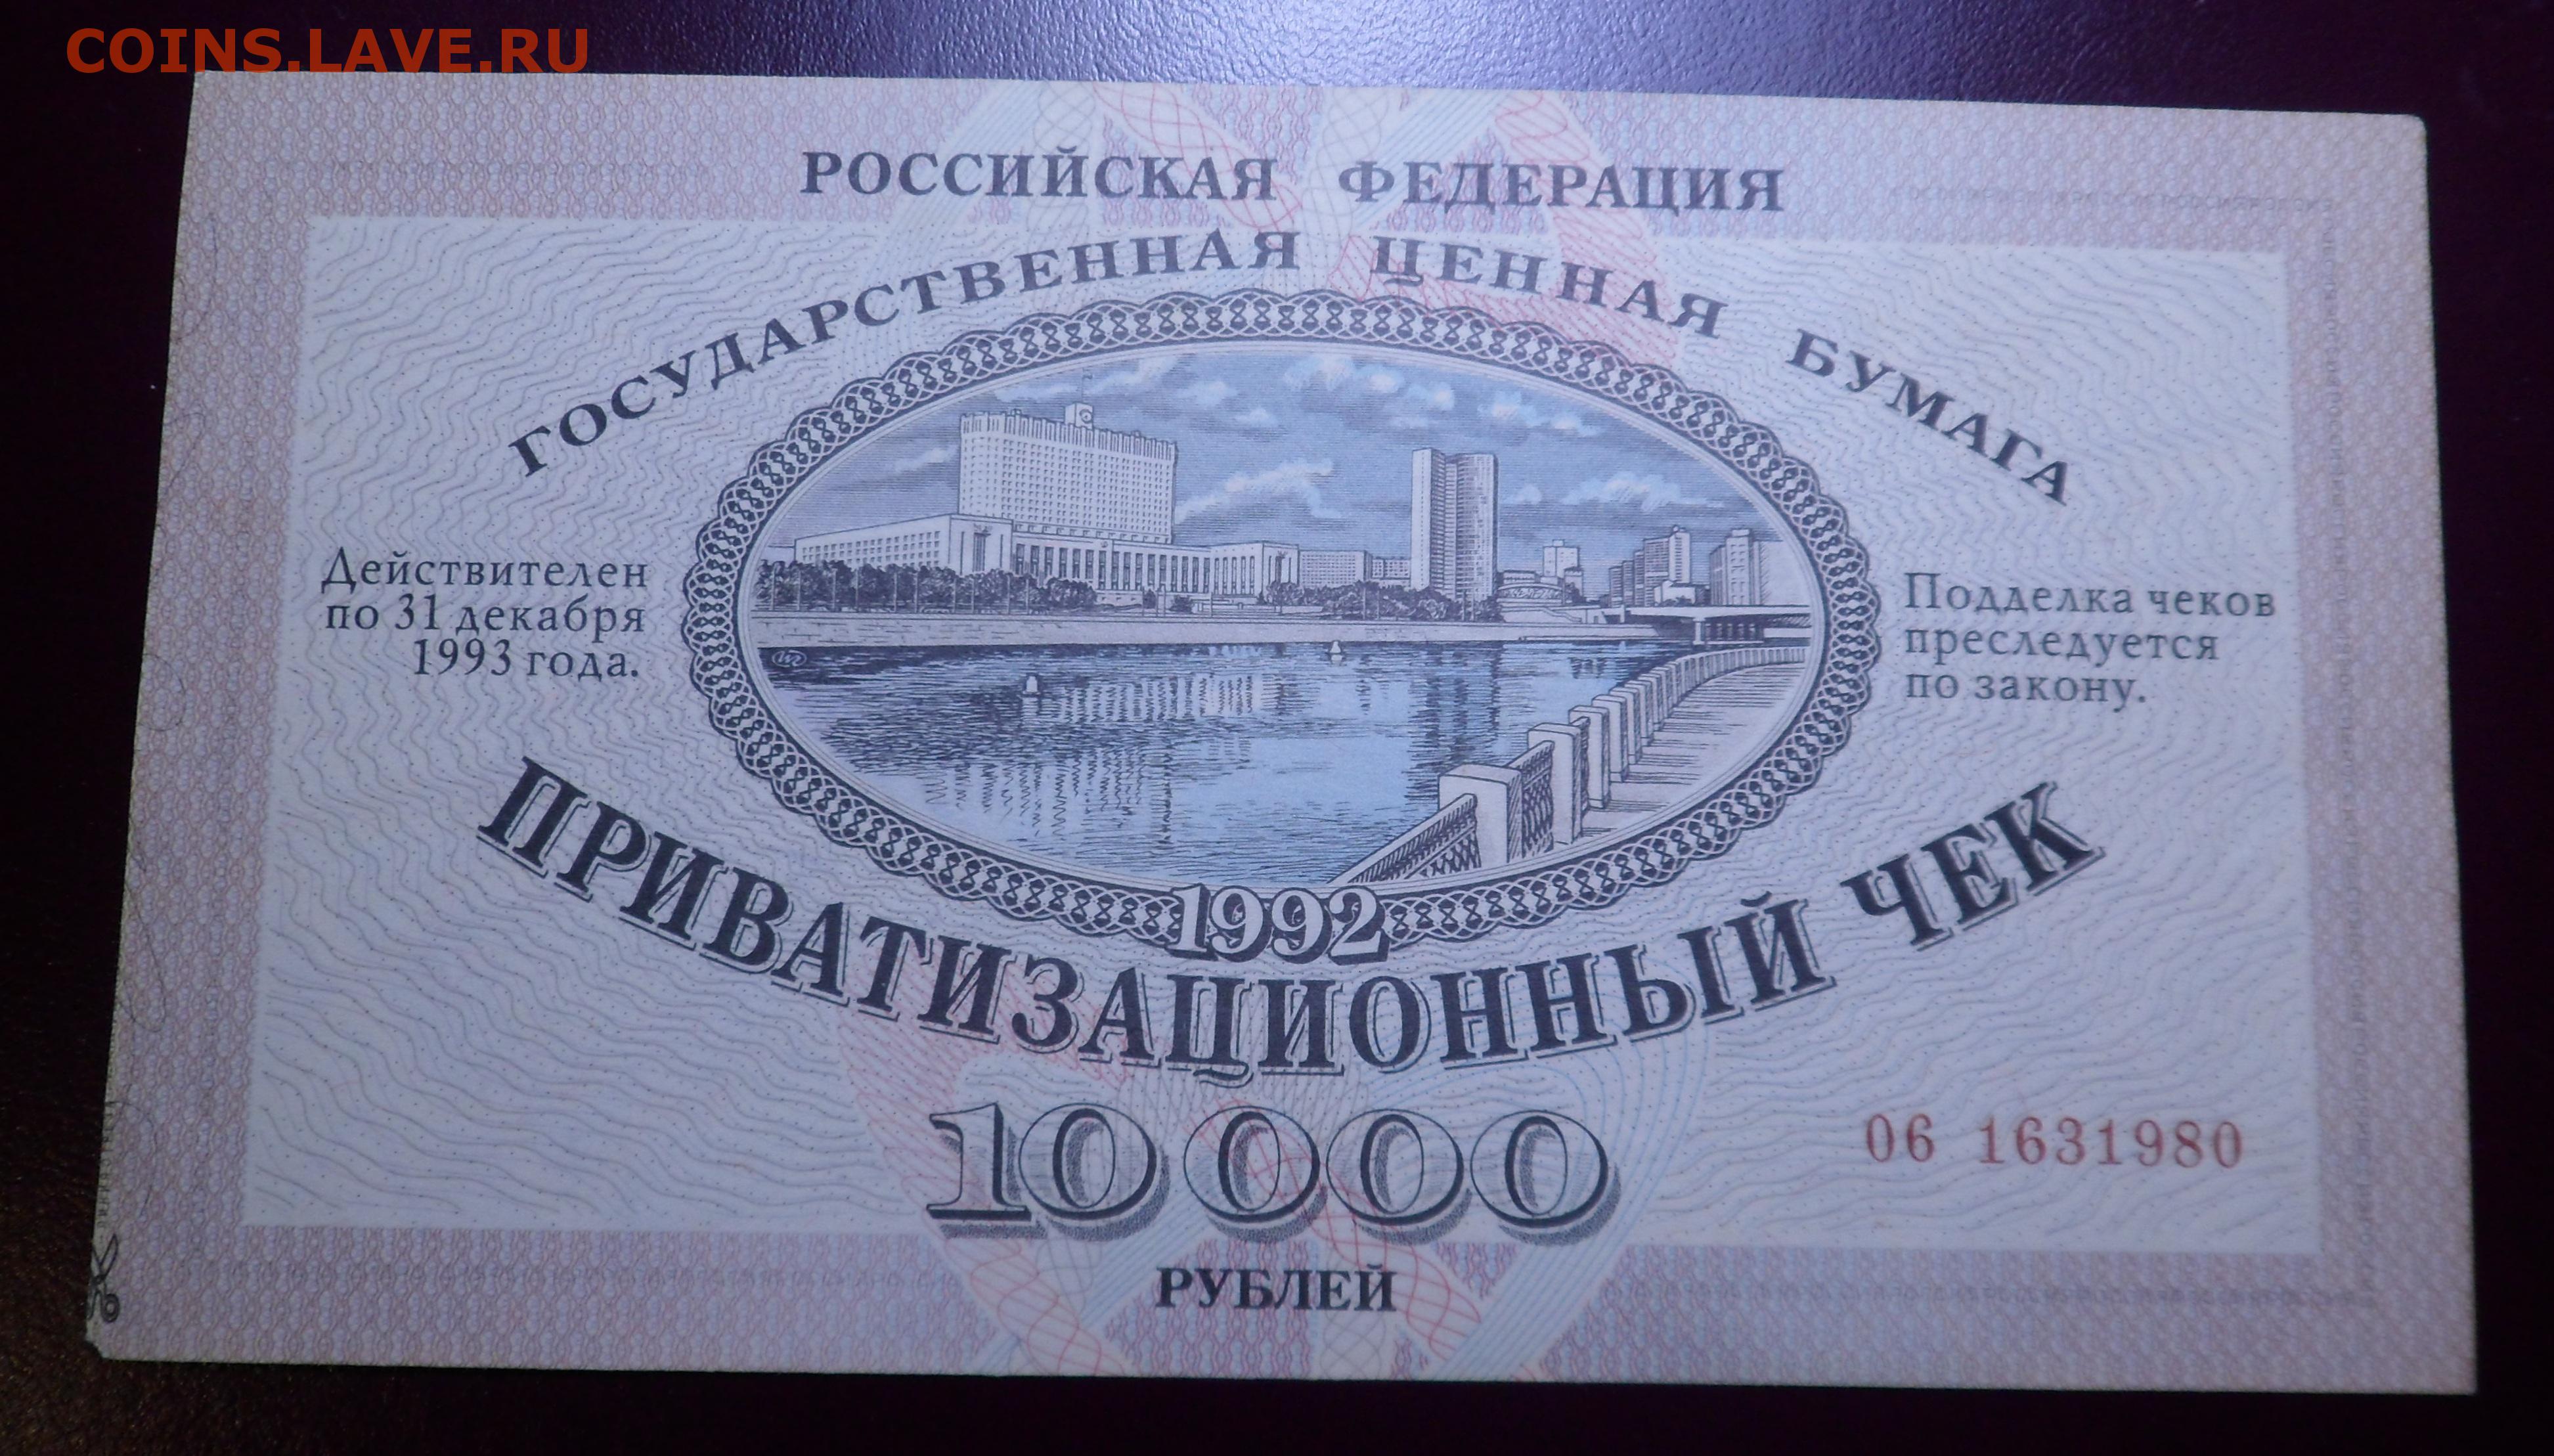 COINS.LAVE.RU
РОССИЙСКАЯ ФЕДЕРАЦИЯ
ГОСУДАРСТВЕННАЯ ЦЕННАЯ БУМАГА
Действителен
по 31 декабря
1993 года.
Подделка чеков
преследуется
по закону.
1992
ПРИВАТИЗАЦИОННЫЙ ЧЕК
10 000
06 1631980
РУБЛЕЙ